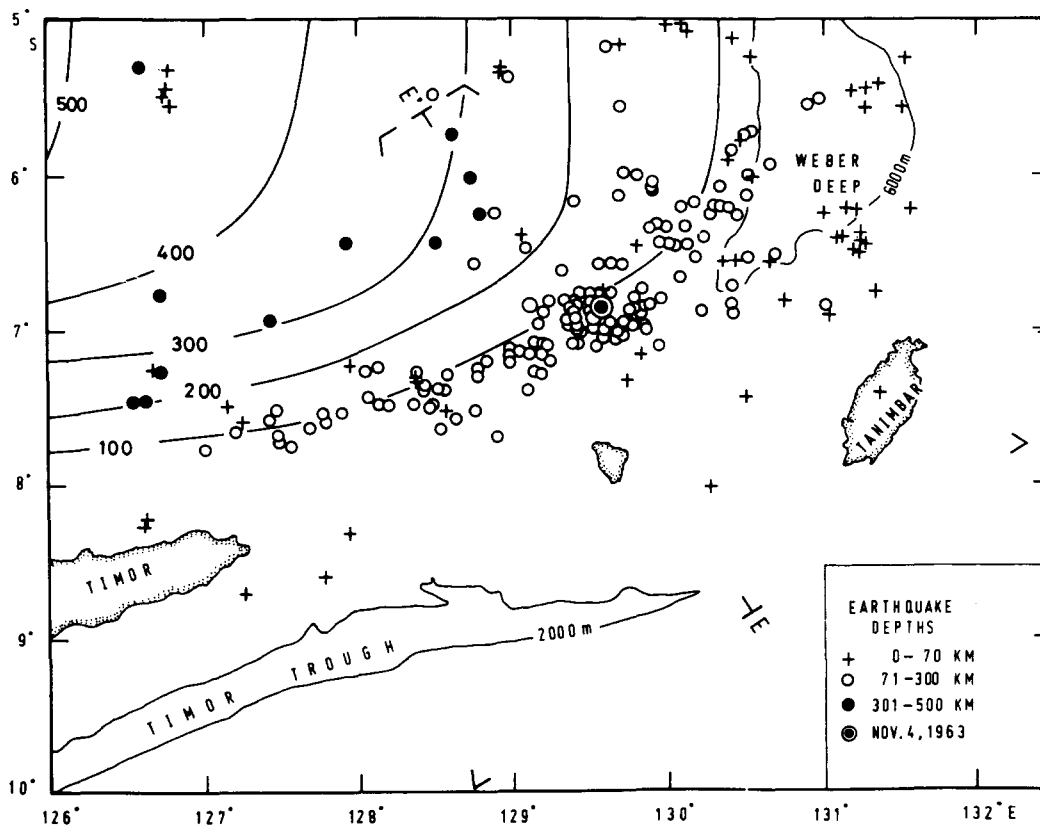 5°
S
6°
7°
8°
9°
10°
500
400
300
200
100
E'
WEBER
DEEP
6000m
TANIMBAR
TIMOR
TIMOR TROUGH
2000m
E
EARTHQUAKE
DEPTHS
+ 0-70 KM
○ 71-300 KM
● 301-500 KM
◉ NOV. 4, 1963
126° 127° 128° 129° 130° 131° 132° E